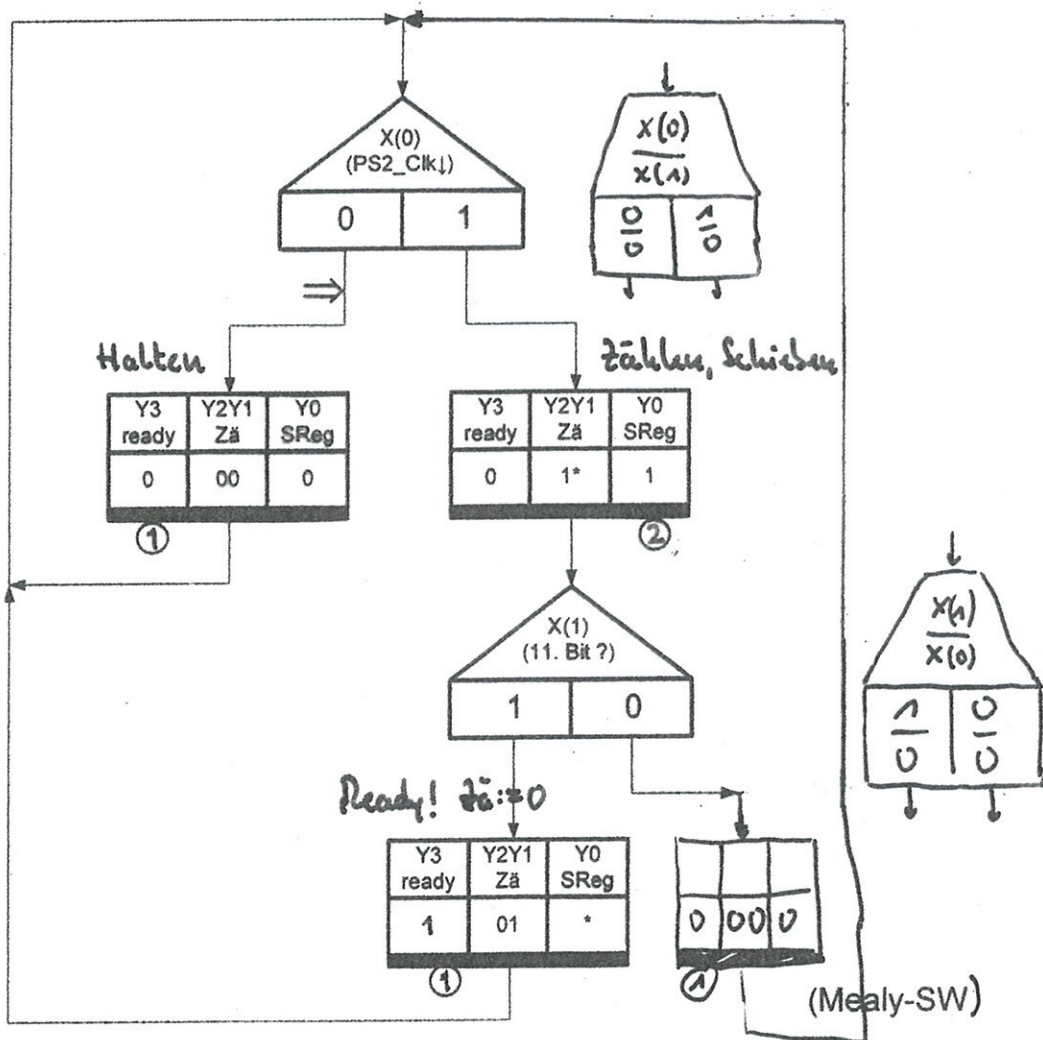 X(0)
(PS2_Clk↓)
0 1
X(0)
X(1)
0 1
0 0
⇒
Halten
Zählen, Schieben
Y3 Y2Y1 Y0
ready Zä SReg
0 00 0
①
Y3 Y2Y1 Y0
ready Zä SReg
0 1* 1
②
X(1)
(11. Bit ?)
1 0
X(1)
X(0)
1 0
0 0
Ready! Zä:=0
Y3 Y2Y1 Y0
ready Zä SReg
1 01 *
①
0 00 0
①
(Mealy-SW)